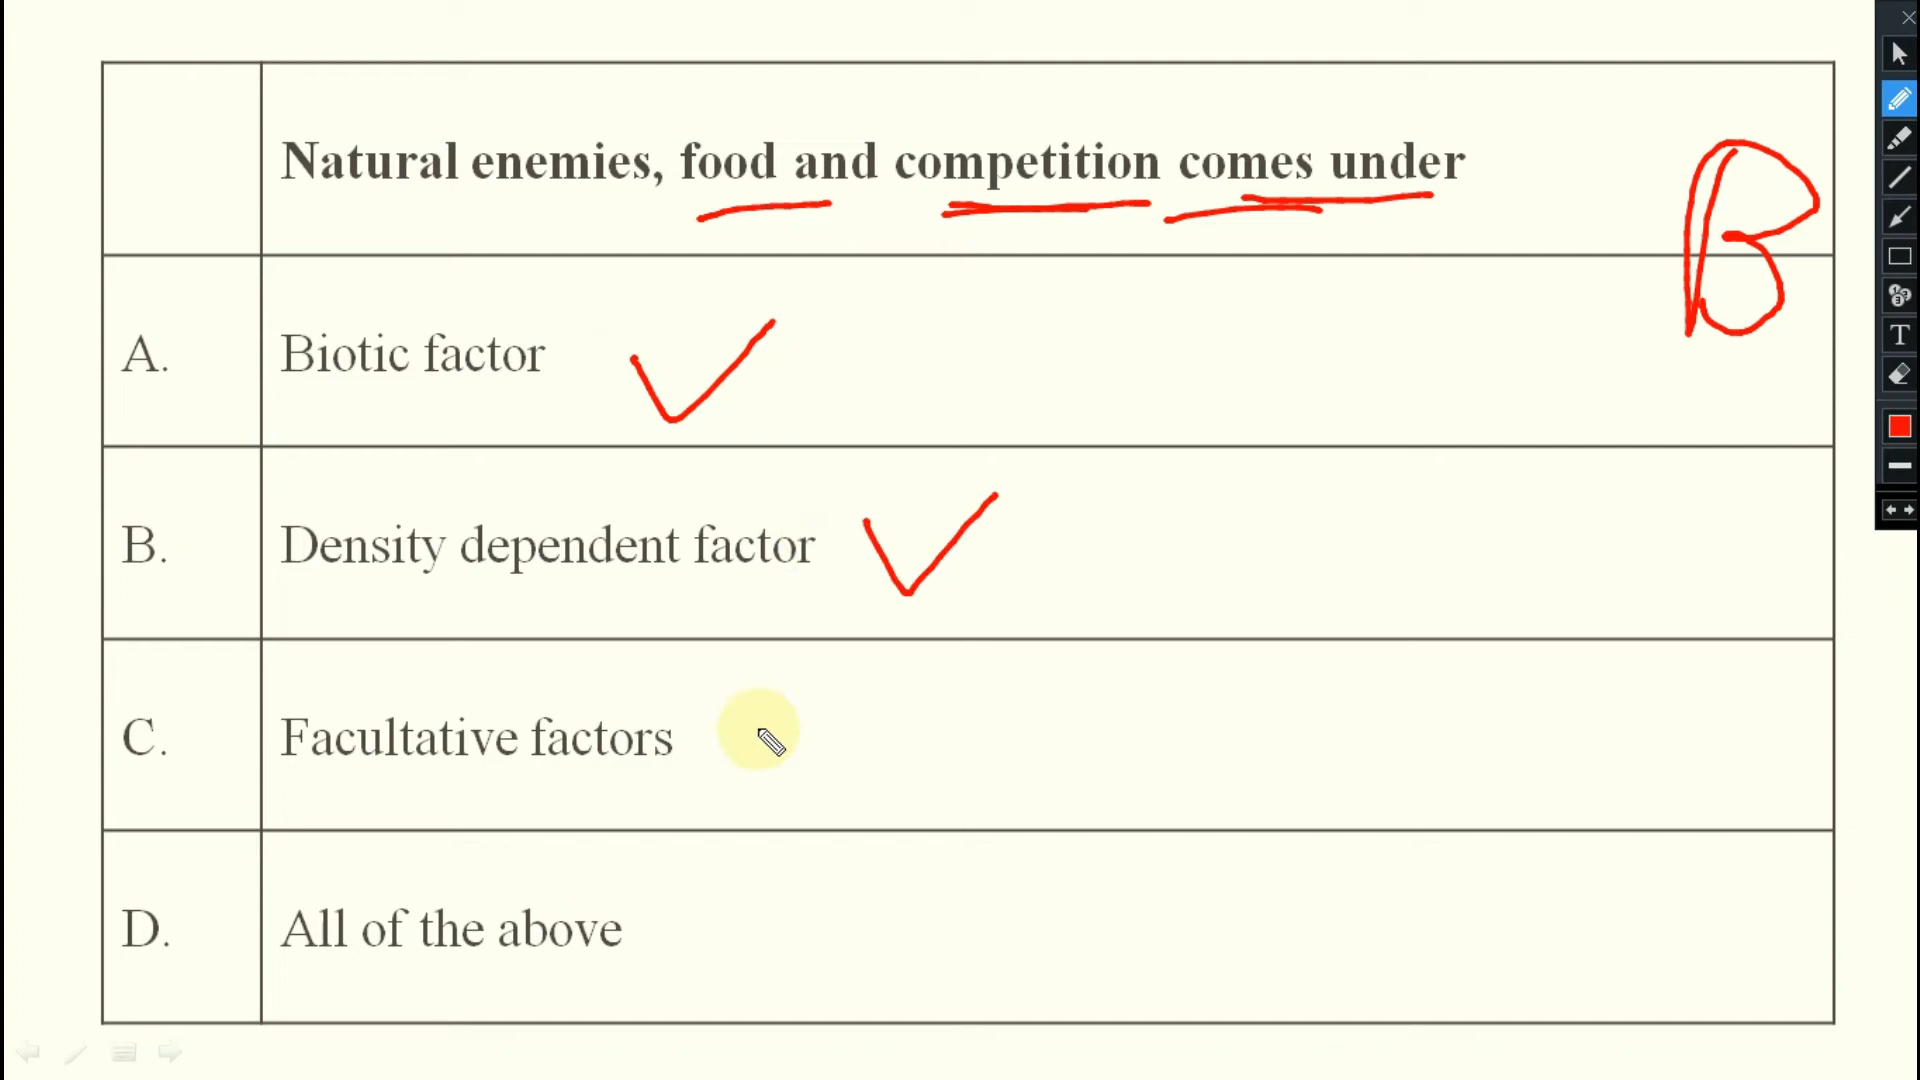 Natural enemies, food and competition comes under
B
A. Biotic factor
B. Density dependent factor
C. Facultative factors
D. All of the above
T